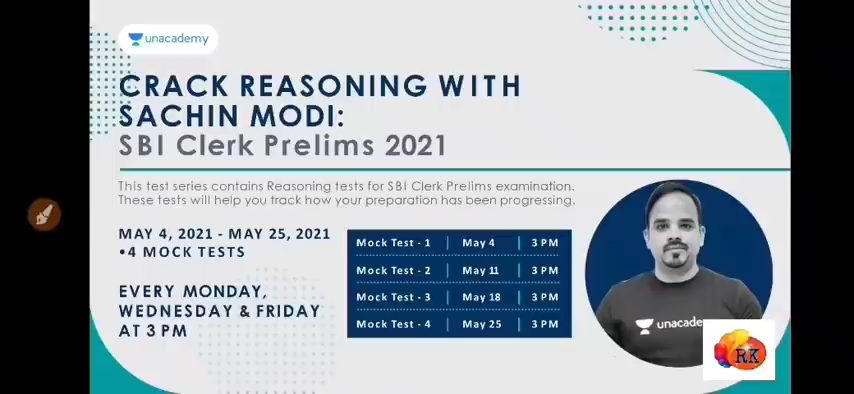 unacademy
CRACK REASONING WITH
SACHIN MODI:
SBI Clerk Prelims 2021
This test series contains Reasoning tests for SBI Clerk Prelims examination.
These tests will help you track how your preparation has been progressing.
MAY 4, 2021 - MAY 25, 2021
•4 MOCK TESTS
EVERY MONDAY,
WEDNESDAY & FRIDAY
AT 3 PM
Mock Test - 1 | May 4 | 3 PM
Mock Test - 2 | May 11 | 3 PM
Mock Test - 3 | May 18 | 3 PM
Mock Test - 4 | May 25 | 3 PM
unacade
RK